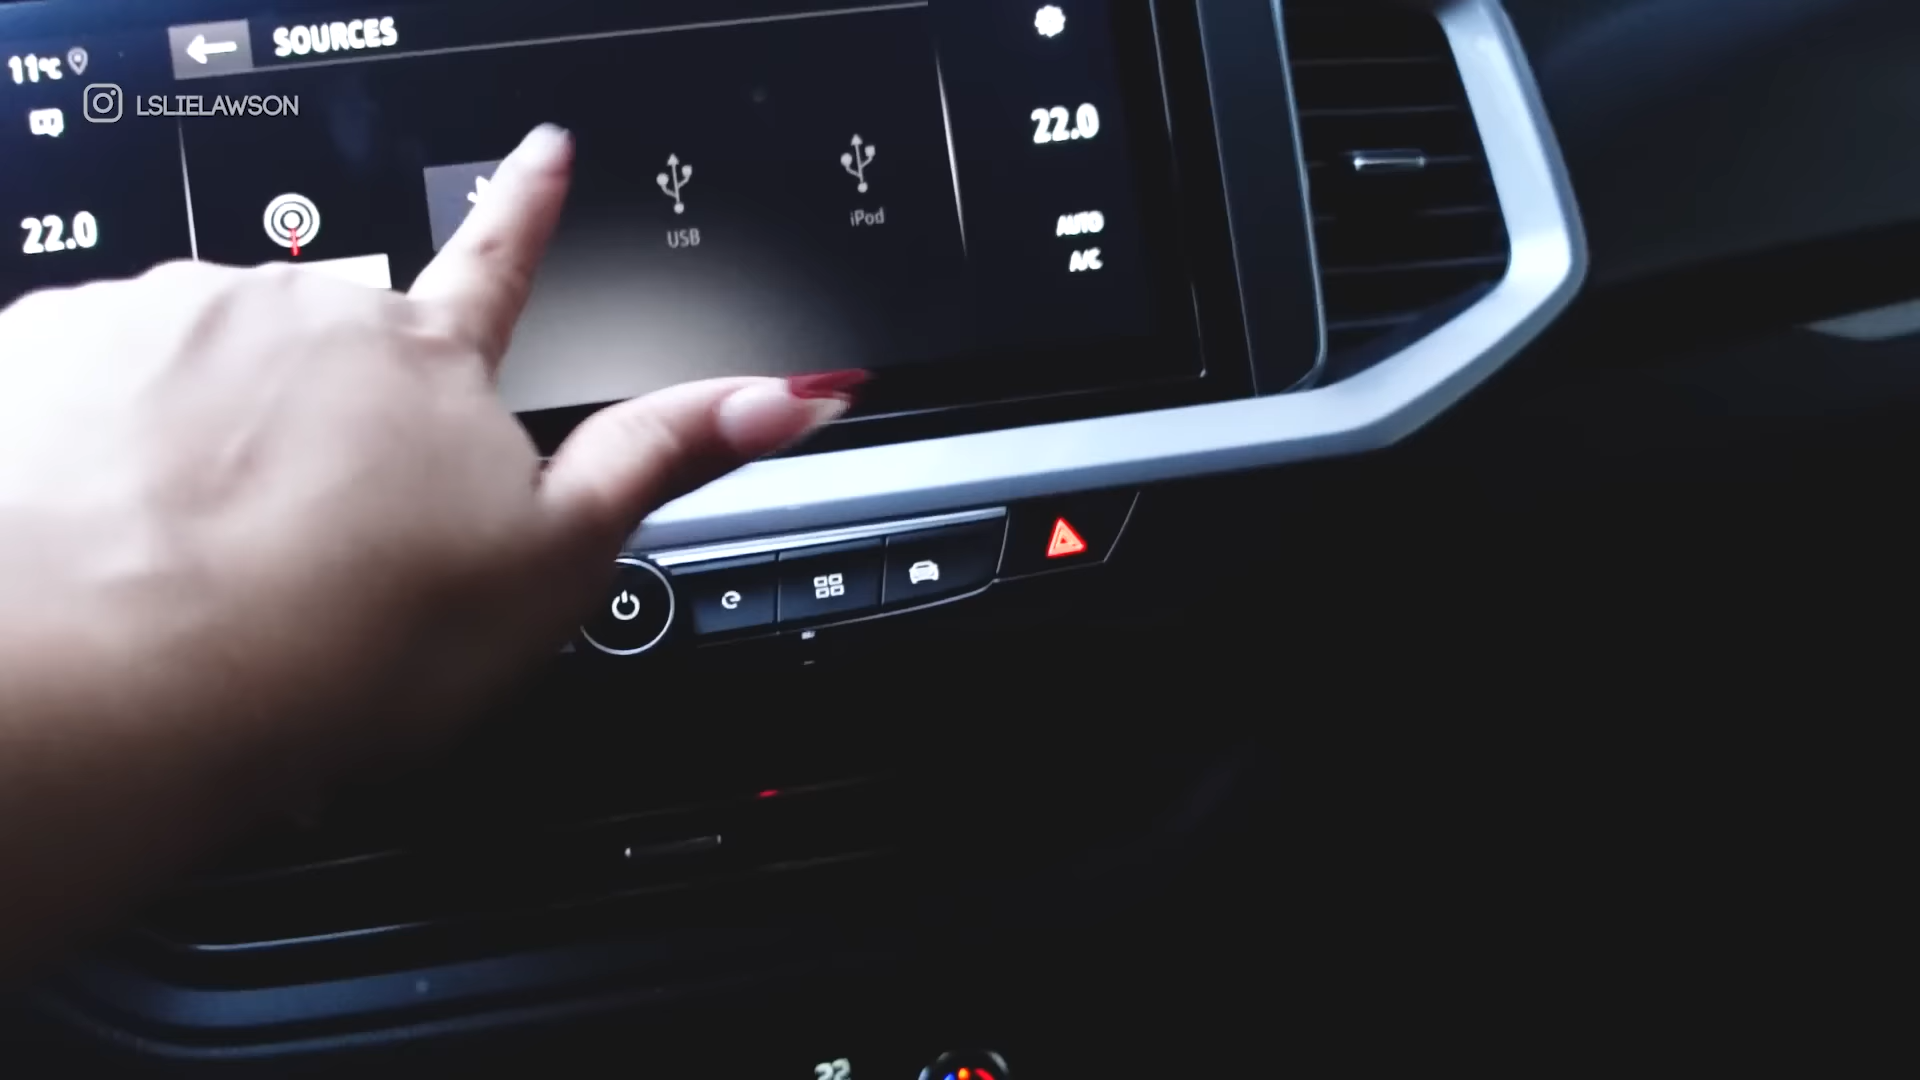 SOURCES
11°C
LSLIELAWSON
22.0
22.0
USB
iPod
AUTO
A/C
22